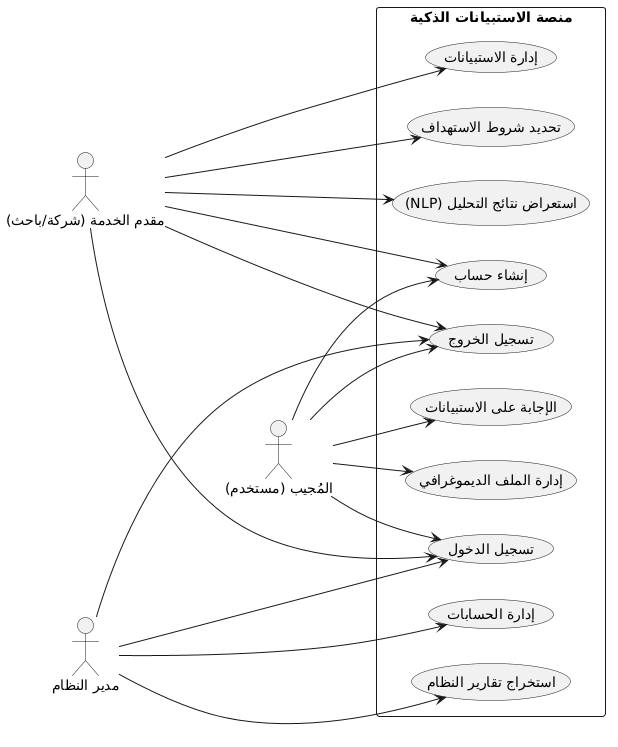 منصة الاستبيانات الذكية
إدارة الاستبيانات
تحديد شروط الاستهداف
استعراض نتائج التحليل (NLP)
مقدم الخدمة (شركة/باحث)
إنشاء حساب
تسجيل الخروج
الإجابة على الاستبيانات
إدارة الملف الديموغرافي
المُجيب (مستخدم)
تسجيل الدخول
إدارة الحسابات
استخراج تقارير النظام
مدير النظام